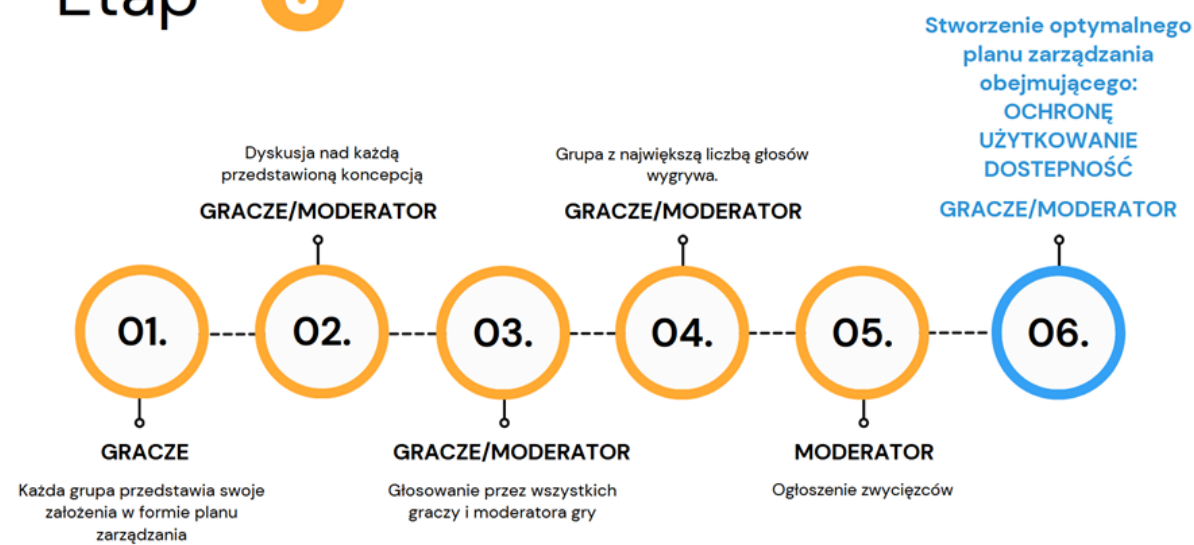 Etap
Stworzenie optymalnego
planu zarządzania
obejmującego:
OCHRONĘ
UŻYTKOWANIE
DOSTEPNOŚĆ
GRACZE/MODERATOR
Dyskusja nad każdą
przedstawioną koncepcją
GRACZE/MODERATOR
Grupa z największą liczbą głosów
wygrywa.
GRACZE/MODERATOR
01.
02.
03.
04.
05.
06.
GRACZE
Każda grupa przedstawia swoje
założenia w formie planu
zarządzania
GRACZE/MODERATOR
Głosowanie przez wszystkich
graczy i moderatora gry
MODERATOR
Ogłoszenie zwycięzców